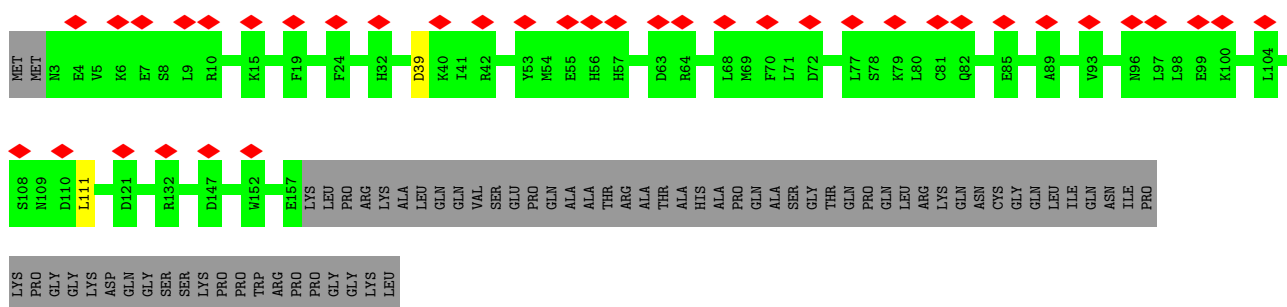 MET MET N3 E4 V5 K6 E7 S8 L9 R10 K15 F19 F24 H32 D39 K40 I41 R42 Y53 M54 E55 H56 H57 D63 R64 L68 M69 F70 L71 D72 L77 S78 K79 L80 C81 Q82 E85 A89 V93 N96 L97 L98 E99 K100 L104
S108 N109 D110 L111 D121 R132 D147 W152 E157 LYS LEU PRO ARG LYS ALA LEU GLN GLN VAL SER GLU PRO GLN ALA ALA THR ARG ALA THR ALA HIS ALA PRO GLN ALA SER GLY THR GLN PRO GLN LEU ARG LYS GLN ASN CYS GLY GLN LEU ILE GLN ASN ILE PRO
LYS PRO GLY GLY LYS ASP GLN GLY SER SER LYS PRO PRO TRP ARG PRO PRO GLY GLY LYS LEU